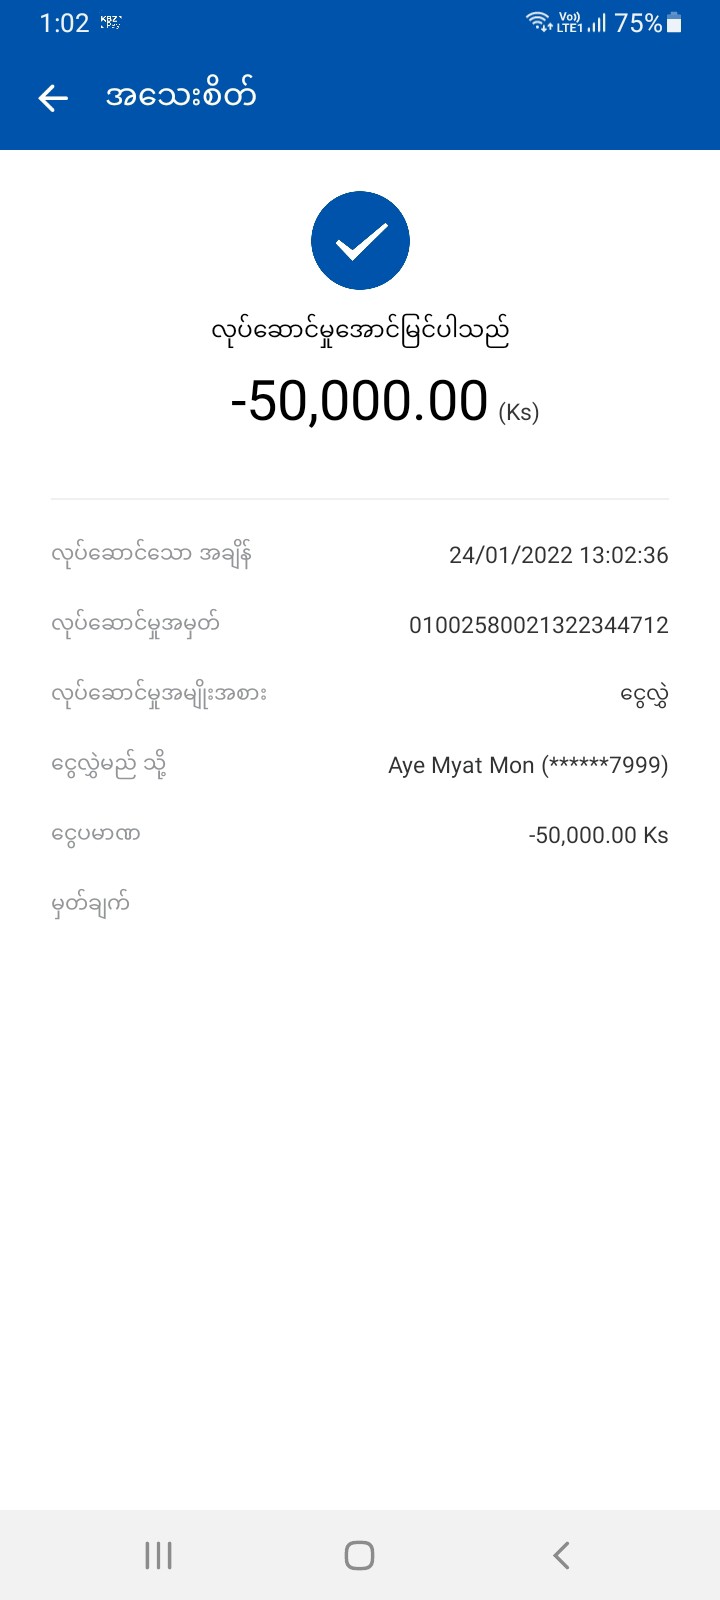 1:02 KBZPay Vo)) LTE1 75%
အသေးစိတ်
လုပ်ဆောင်မှုအောင်မြင်ပါသည်
-50,000.00 (Ks)
လုပ်ဆောင်သော အချိန် 24/01/2022 13:02:36
လုပ်ဆောင်မှုအမှတ် 01002580021322344712
လုပ်ဆောင်မှုအမျိုးအစား ငွေလွှဲ
ငွေလွှဲမည် သို့ Aye Myat Mon (******7999)
ငွေပမာဏ -50,000.00 Ks
မှတ်ချက်